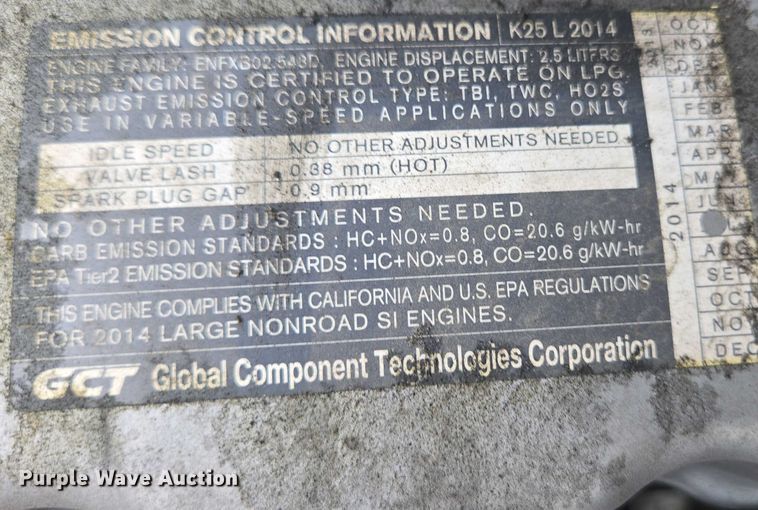 EMISSION CONTROL INFORMATION K25 L 2014
ENGINE DISPLACEMENT: 2.5 LITERS
THIS ENGINE IS CERTIFIED TO OPERATE ON LPG.
EXHAUST EMISSION CONTROL TYPE: TBI, TWC, HO2S
USE IN VARIABLE-SPEED APPLICATIONS ONLY
IDLE SPEED NO OTHER ADJUSTMENTS NEEDED
VALVE LASH 0.38 mm (HOT)
SPARK PLUG GAP 0.9 mm
NO OTHER ADJUSTMENTS NEEDED.
CARB EMISSION STANDARDS : HC+NOx=0.8, CO=20.6 g/kW-hr
EPA Tier2 EMISSION STANDARDS : HC+NOx=0.8, CO=20.6 g/kW-hr
THIS ENGINE COMPLIES WITH CALIFORNIA AND U.S. EPA REGULATIONS
FOR 2014 LARGE NONROAD SI ENGINES.
GCT Global Component Technologies Corporation
2013
OCT
NOV
DEC
2014
JAN
FEB
MAR
APR
MAY
JUN
AUG
SEP
OCT
NO
DEC
Purple Wave Auction